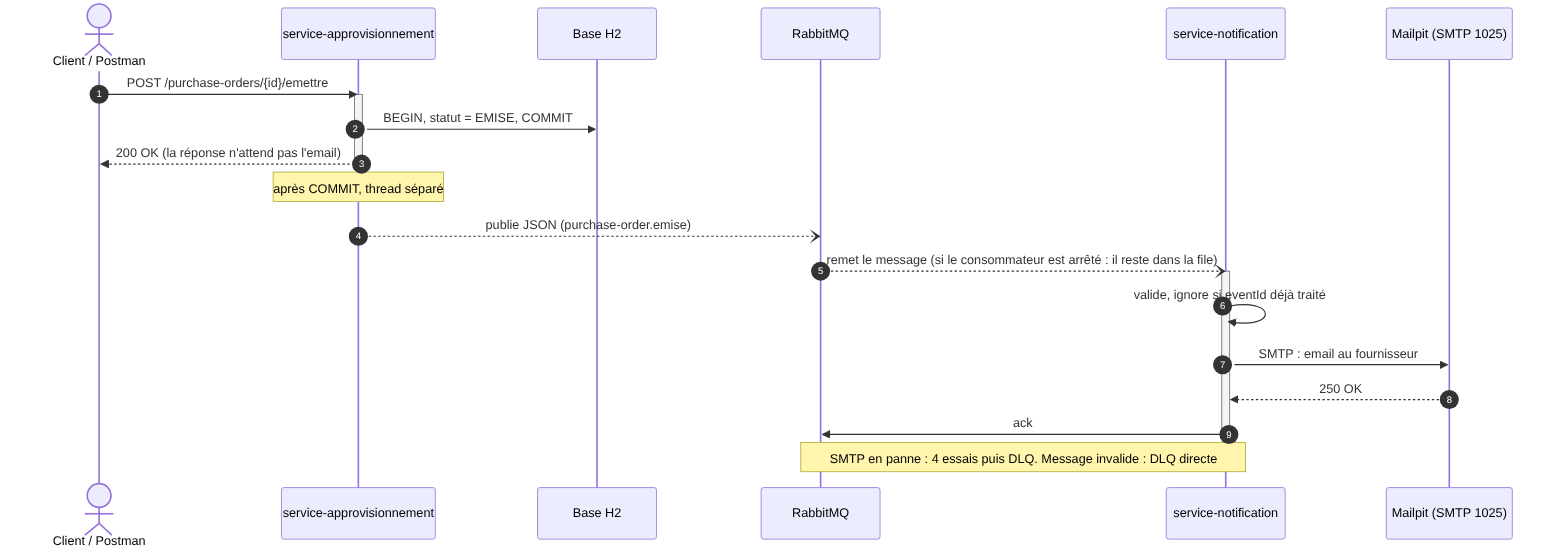 Client / Postman
service-approvisionnement
Base H2
RabbitMQ
service-notification
Mailpit (SMTP 1025)
1
POST /purchase-orders/{id}/emettre
2
BEGIN, statut = EMISE, COMMIT
200 OK (la réponse n'attend pas l'email)
3
après COMMIT, thread séparé
4
publie JSON (purchase-order.emise)
5
remet le message (si le consommateur est arrêté : il reste dans la file)
valide, ignore si eventId déjà traité
6
7
SMTP : email au fournisseur
250 OK
8
ack
9
SMTP en panne : 4 essais puis DLQ. Message invalide : DLQ directe
Client / Postman
service-approvisionnement
Base H2
RabbitMQ
service-notification
Mailpit (SMTP 1025)